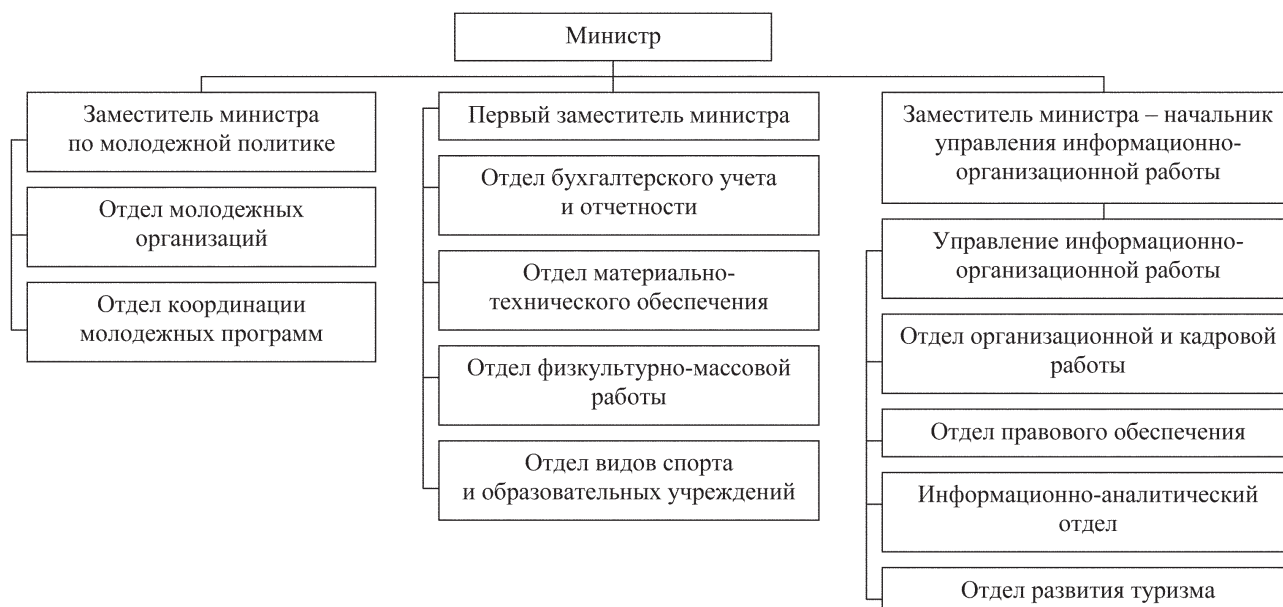 Министр
Заместитель министра
по молодежной политике
Отдел молодежных
организаций
Отдел координации
молодежных программ
Первый заместитель министра
Отдел бухгалтерского учета
и отчетности
Отдел материально-
технического обеспечения
Отдел физкультурно-массовой
работы
Отдел видов спорта
и образовательных учреждений
Заместитель министра – начальник
управления информационно-
организационной работы
Управление информационно-
организационной работы
Отдел организационной и кадровой
работы
Отдел правового обеспечения
Информационно-аналитический
отдел
Отдел развития туризма